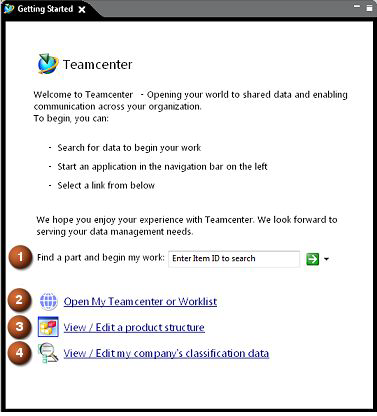 Getting Started
Teamcenter
Welcome to Teamcenter - Opening your world to shared data and enabling
communication across your organization.
To begin, you can:
- Search for data to begin your work
- Start an application in the navigation bar on the left
- Select a link from below
We hope you enjoy your experience with Teamcenter. We look forward to
serving your data management needs.
1 Find a part and begin my work: Enter Item ID to search
2 Open My Teamcenter or Worklist
3 View / Edit a product structure
4 View / Edit my company's classification data